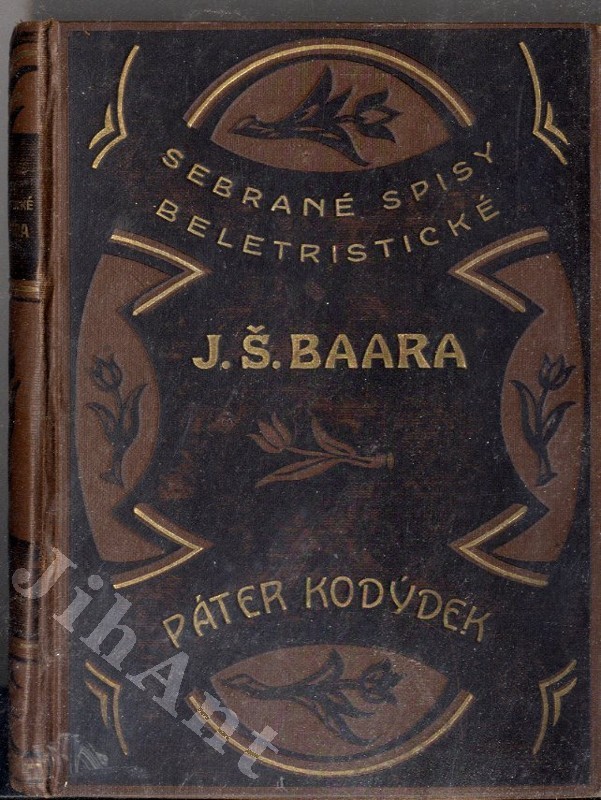 SEBRANÉ SPISY
BELETRISTICKÉ
J. Š. BAARA
PÁTER KODÝDEK
JihAnt